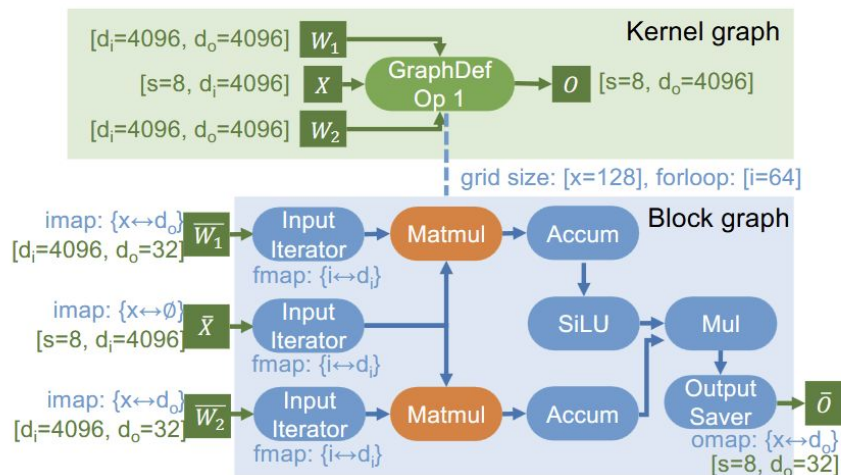 Kernel graph
[dᵢ=4096, dₒ=4096] W₁
[s=8, dᵢ=4096] X
GraphDef
Op 1
O [s=8, dₒ=4096]
[dᵢ=4096, dₒ=4096] W₂
grid size: [x=128], forloop: [i=64]
Block graph
imap: {x↔dₒ}
[dᵢ=4096, dₒ=32]
W̅₁
Input
Iterator
fmap: {i↔dᵢ}
Matmul
Accum
imap: {x↔∅}
[s=8, dᵢ=4096]
X̅
Input
Iterator
fmap: {i↔dᵢ}
SiLU
Mul
imap: {x↔dₒ}
[dᵢ=4096, dₒ=32]
W̅₂
Input
Iterator
fmap: {i↔dᵢ}
Matmul
Accum
Output
Saver
O̅
omap: {x↔dₒ}
[s=8, dₒ=32]